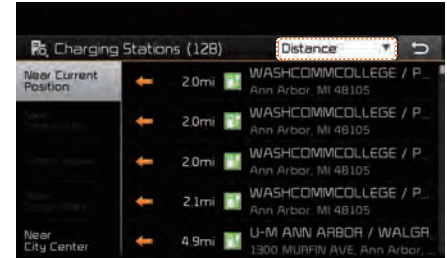 Charging Stations (128)
Distance
Near Current
Position
Near
City Center
2.0mi
WASHCOMMCOLLEGE / P...
Ann Arbor, MI 48105
2.0mi
WASHCOMMCOLLEGE / P...
Ann Arbor, MI 48105
2.0mi
WASHCOMMCOLLEGE / P...
Ann Arbor, MI 48105
2.1mi
WASHCOMMCOLLEGE / P...
Ann Arbor, MI 48105
4.9mi
U-M ANN ARBOR / WALGR...
1300 MURFIN AVE, Ann Arbor, ...